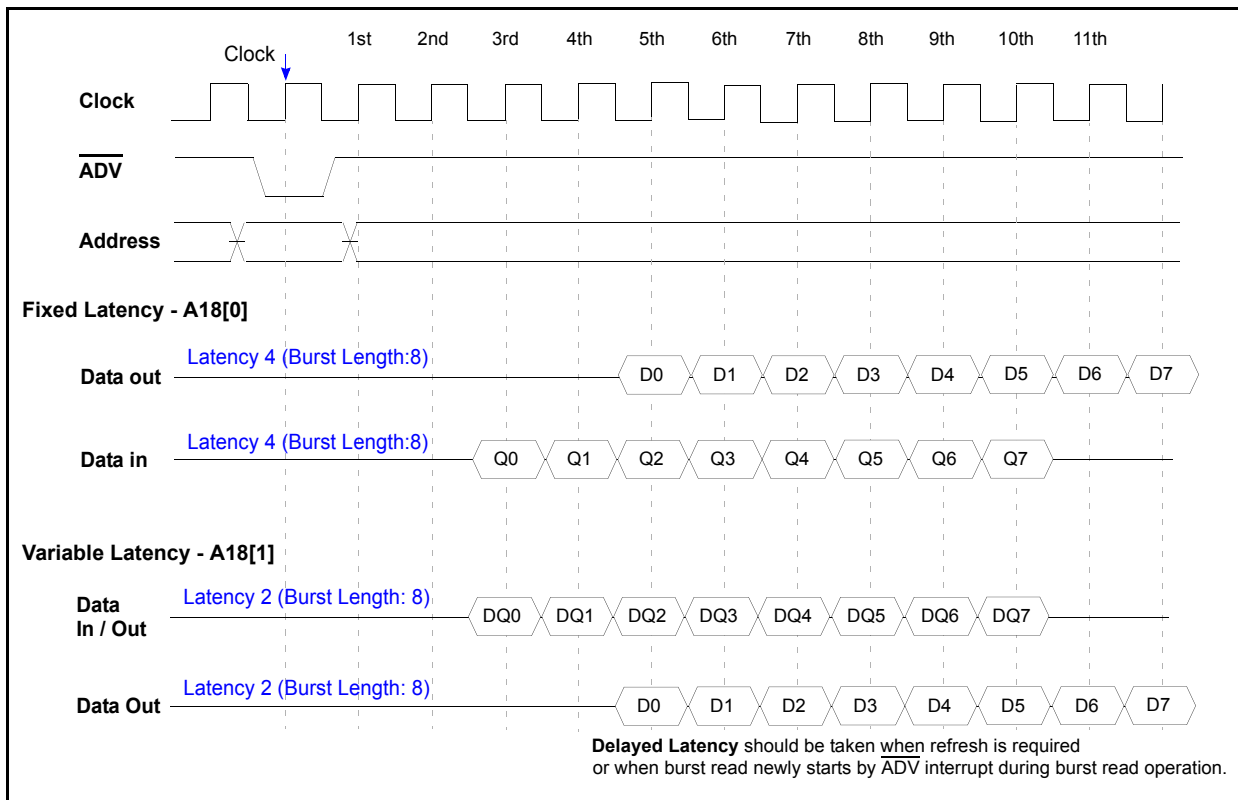 1st 2nd 3rd 4th 5th 6th 7th 8th 9th 10th 11th
Clock
Clock
ADV
Address
Fixed Latency - A18[0]
Latency 4 (Burst Length:8)
Data out D0 D1 D2 D3 D4 D5 D6 D7
Latency 4 (Burst Length:8)
Data in Q0 Q1 Q2 Q3 Q4 Q5 Q6 Q7
Variable Latency - A18[1]
Latency 2 (Burst Length: 8)
Data
In / Out DQ0 DQ1 DQ2 DQ3 DQ4 DQ5 DQ6 DQ7
Latency 2 (Burst Length: 8)
Data Out D0 D1 D2 D3 D4 D5 D6 D7
Delayed Latency should be taken when refresh is required
or when burst read newly starts by ADV interrupt during burst read operation.